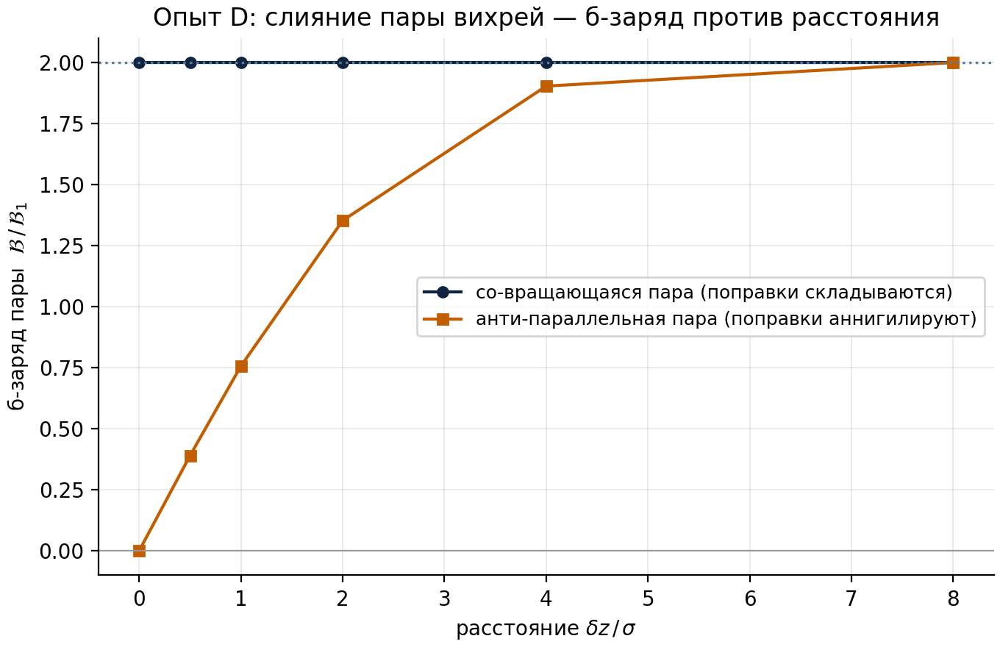 Опыт D: слияние пары вихрей — б-заряд против расстояния
б-заряд пары 𝓑 / 𝓑₁
2.00
1.75
1.50
1.25
1.00
0.75
0.50
0.25
0.00
со-вращающаяся пара (поправки складываются)
анти-параллельная пара (поправки аннигилируют)
0 1 2 3 4 5 6 7 8
расстояние δz / σ